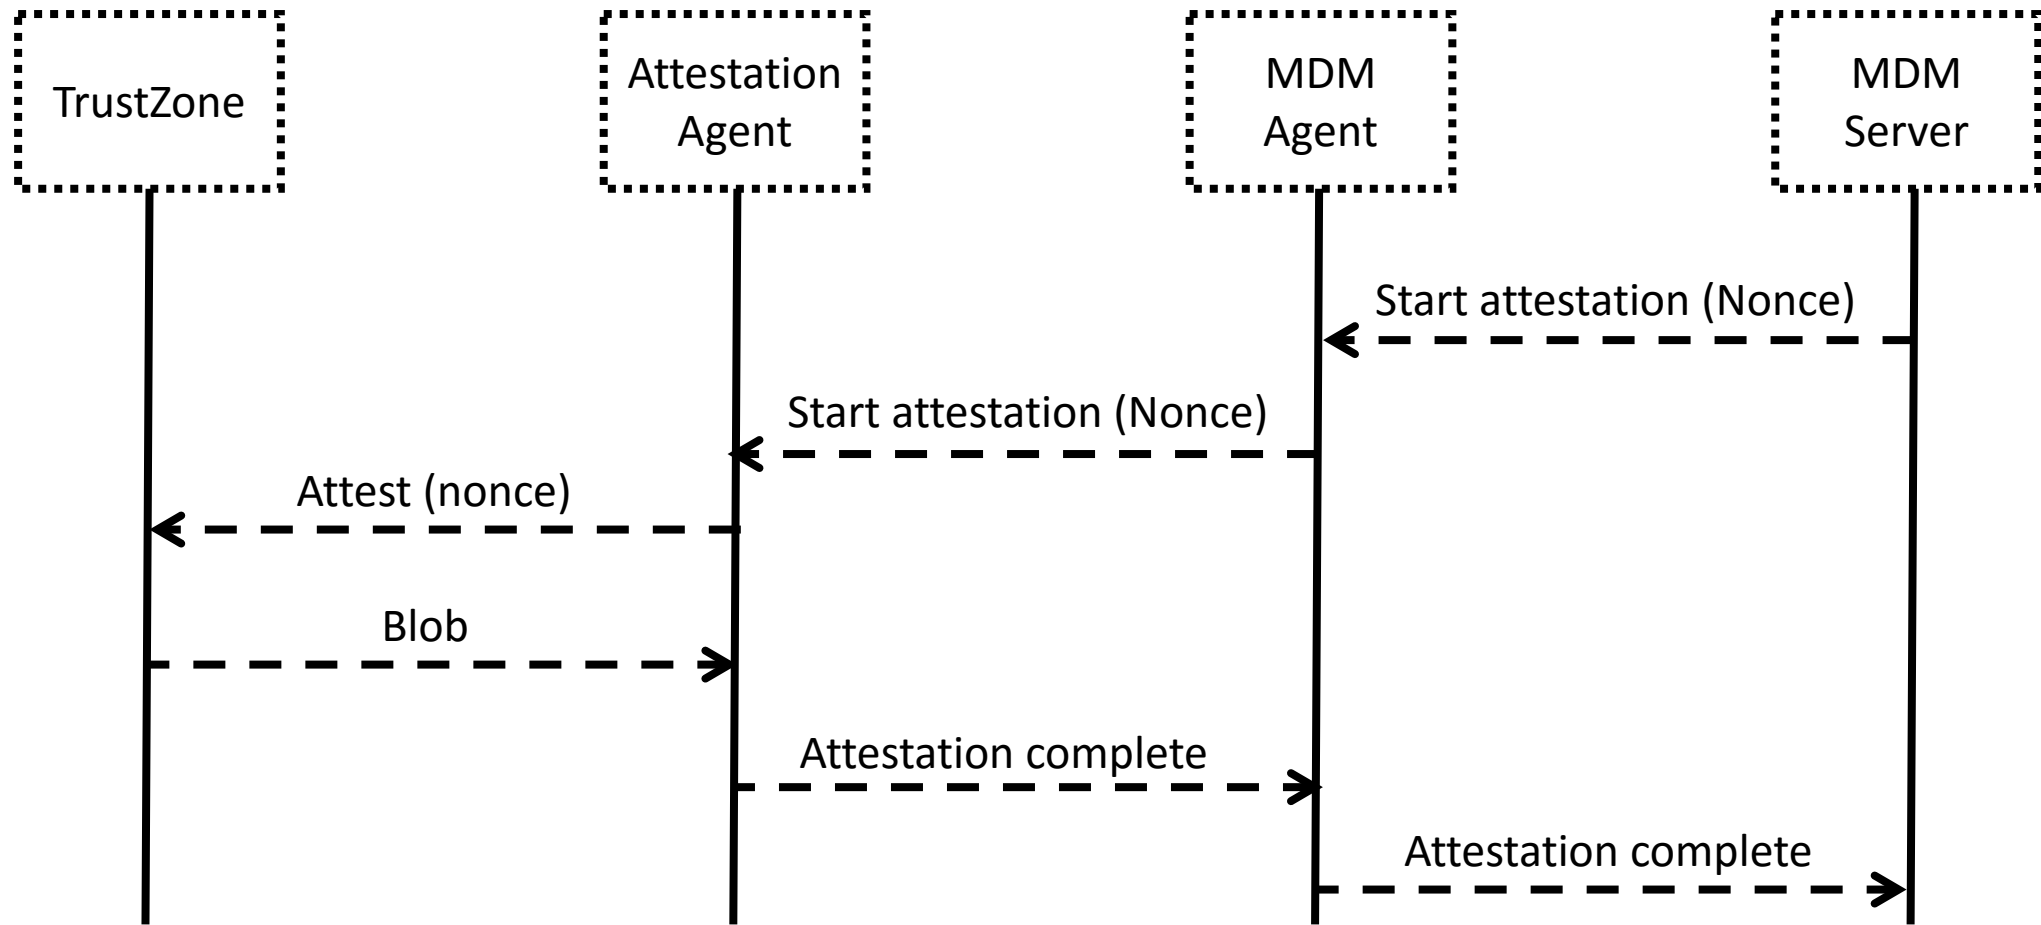 TrustZone
Attestation
Agent
MDM
Agent
MDM
Server
Start attestation (Nonce)
Start attestation (Nonce)
Attest (nonce)
Blob
Attestation complete
Attestation complete